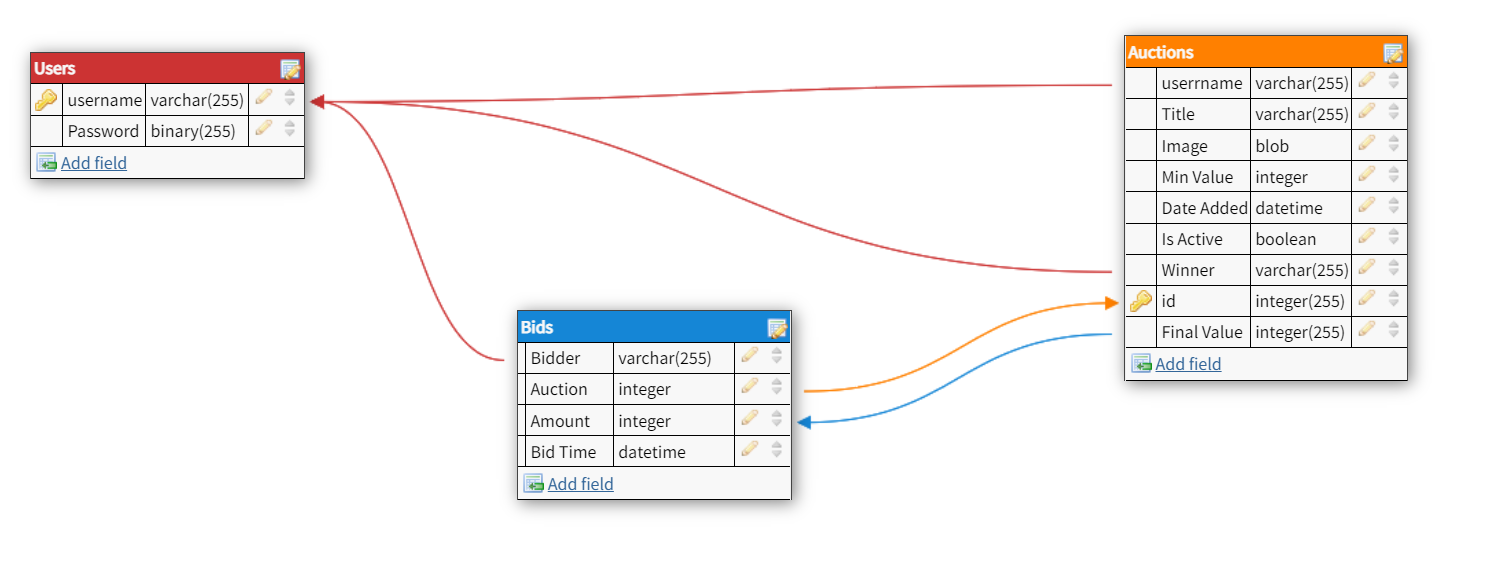 Users
username varchar(255)
Password binary(255)
Add field
Auctions
userrname varchar(255)
Title varchar(255)
Image blob
Min Value integer
Date Added datetime
Is Active boolean
Winner varchar(255)
id integer(255)
Final Value integer(255)
Add field
Bids
Bidder varchar(255)
Auction integer
Amount integer
Bid Time datetime
Add field